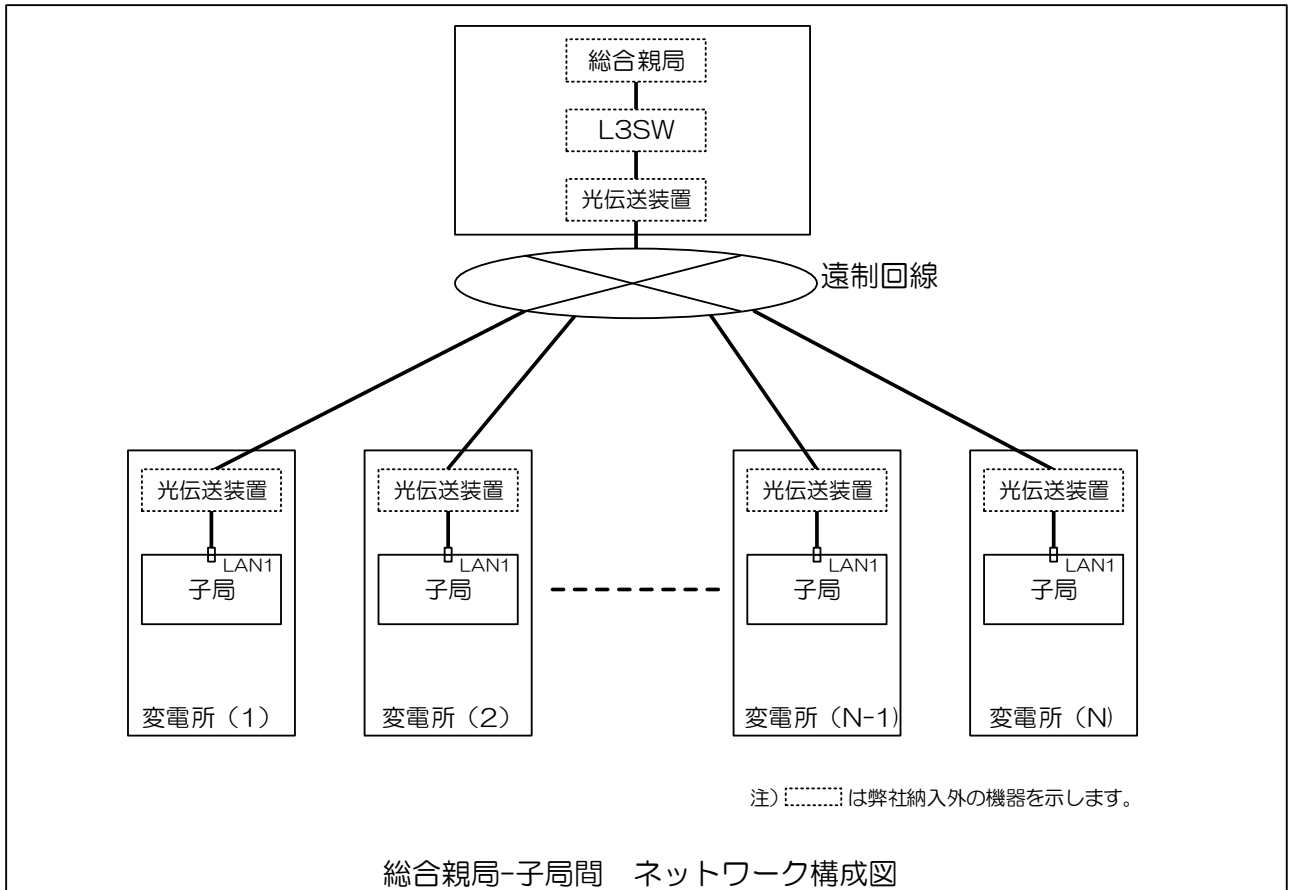 総合親局
L3SW
光伝送装置
遠制回線
光伝送装置
LAN1
子局
変電所（1）
光伝送装置
LAN1
子局
変電所（2）
光伝送装置
LAN1
子局
変電所（N-1)
光伝送装置
LAN1
子局
変電所（N)
注） は弊社納入外の機器を示します。
総合親局-子局間　ネットワーク構成図